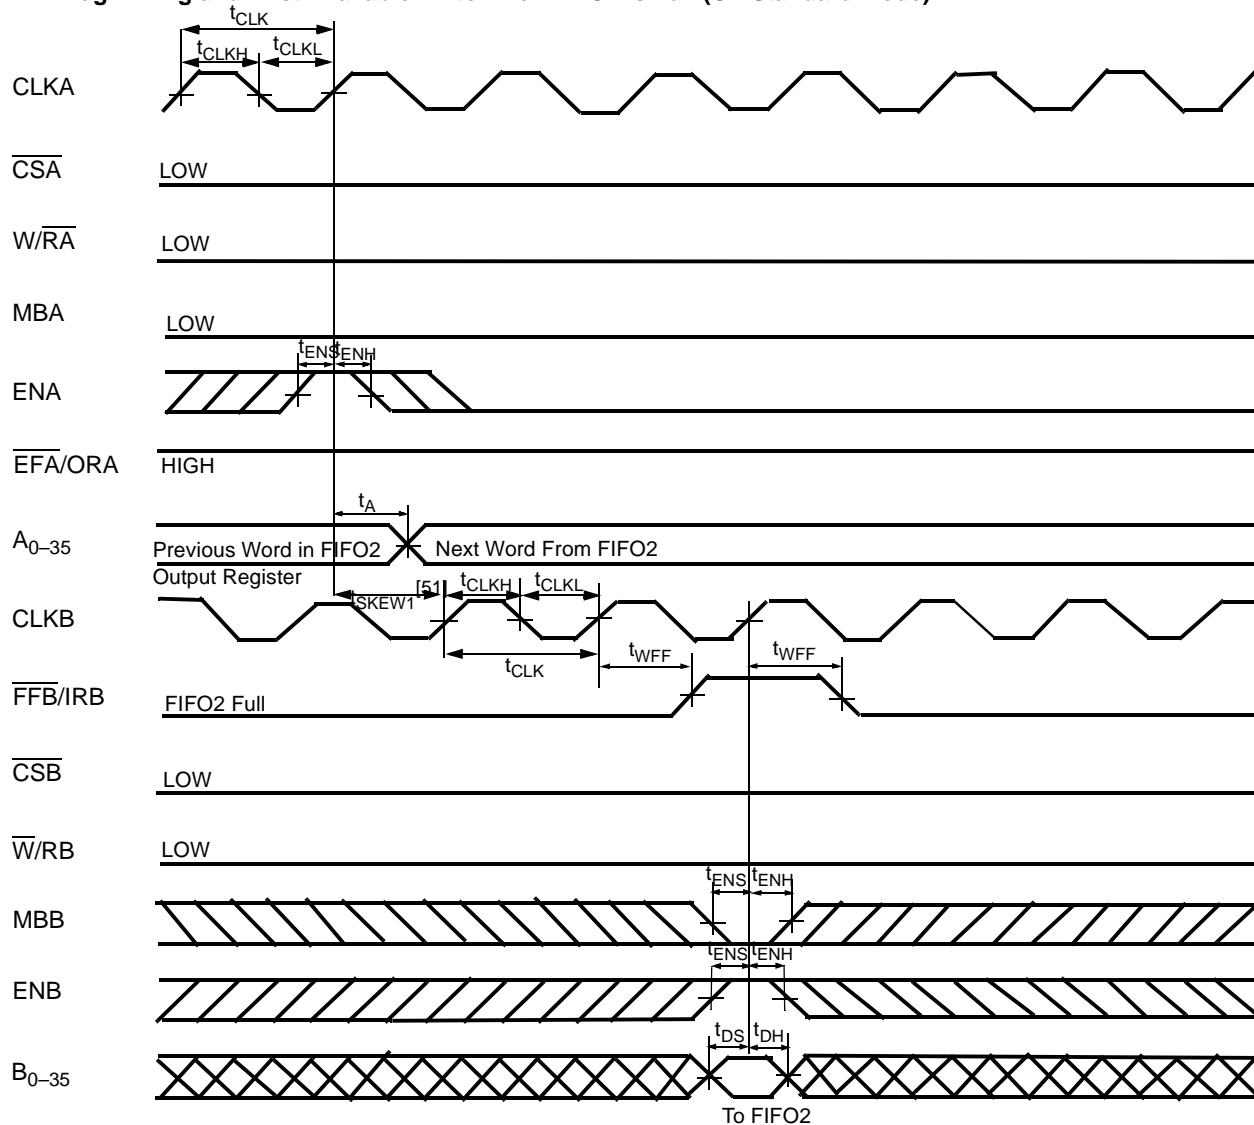 (CY Standard Mode)
tCLK
tCLKH tCLKL
CLKA
CSA LOW
W/RA LOW
MBA LOW
tENS tENH
ENA
EFA/ORA HIGH
tA
A0–35 Previous Word in FIFO2 Next Word From FIFO2
Output Register
tSKEW1[51] tCLKH tCLKL
CLKB
tCLK tWFF tWFF
FFB/IRB FIFO2 Full
CSB LOW
W/RB LOW
tENS tENH
MBB
tENS tENH
ENB
tDS tDH
B0–35
To FIFO2